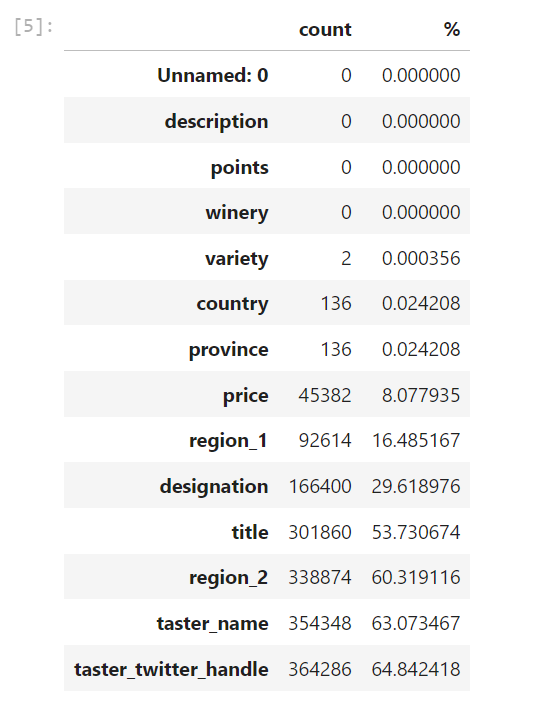 [5]:
count %
Unnamed: 0 0 0.000000
description 0 0.000000
points 0 0.000000
winery 0 0.000000
variety 2 0.000356
country 136 0.024208
province 136 0.024208
price 45382 8.077935
region_1 92614 16.485167
designation 166400 29.618976
title 301860 53.730674
region_2 338874 60.319116
taster_name 354348 63.073467
taster_twitter_handle 364286 64.842418